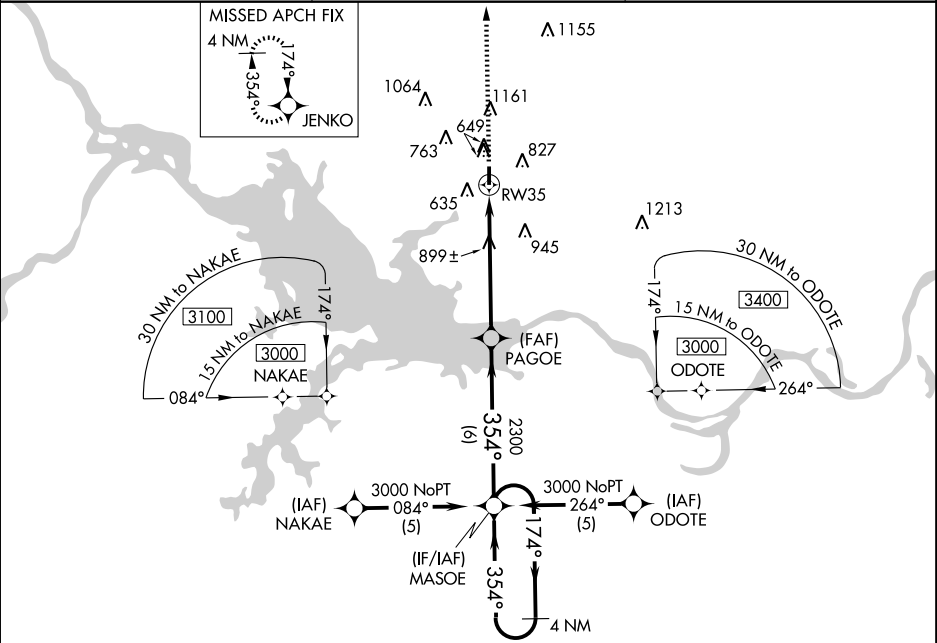 MISSED APCH FIX
4 NM
174°
354°
JENKO
1155
1064
1161
649
763
827
635
RW35
1213
945
899±
30 NM to NAKAE
3100
15 NM to NAKAE
3000
NAKAE
174°
084°
30 NM to ODOTE
3400
15 NM to ODOTE
3000
ODOTE
174°
264°
(FAF)
PAGOE
2300
354°
(6)
(IAF)
NAKAE
3000 NoPT
084°
(5)
3000 NoPT
264°
(5)
(IAF)
ODOTE
(IF/IAF)
MASOE
174°
354°
4 NM